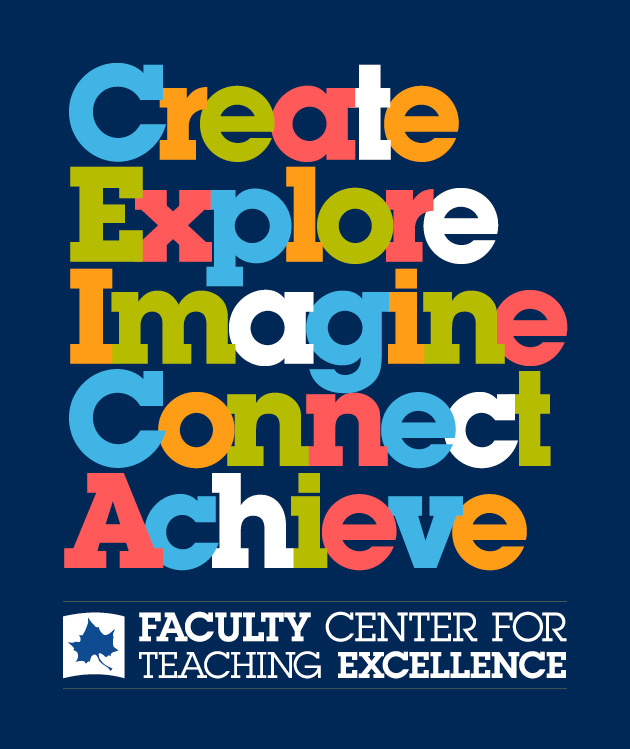 Create
Explore
Imagine
Connect
Achieve
FACULTY CENTER FOR
TEACHING EXCELLENCE